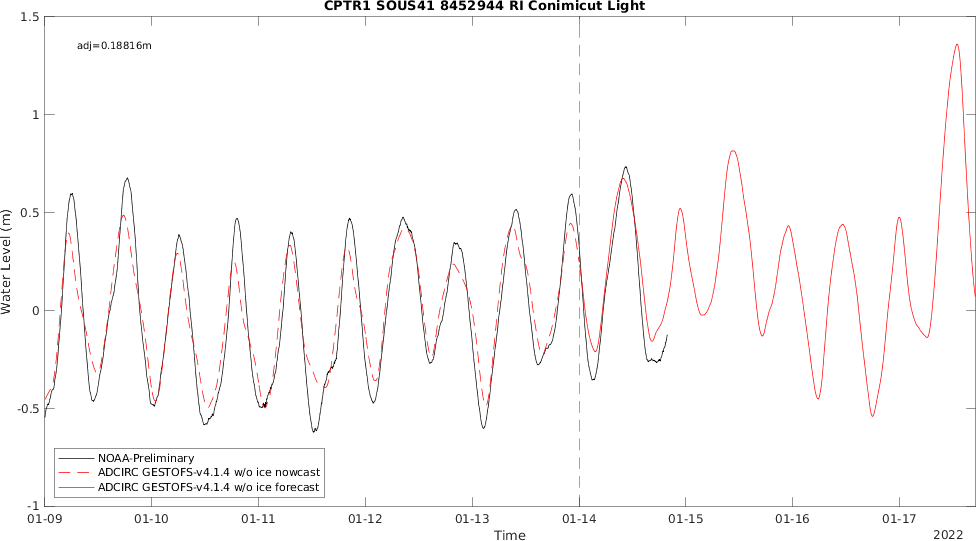 CPTR1 SOUS41 8452944 RI Conimicut Light
adj=0.18816m
1.5
1
0.5
0
-0.5
-1
Water Level (m)
NOAA-Preliminary
ADCIRC GESTOFS-v4.1.4 w/o ice nowcast
ADCIRC GESTOFS-v4.1.4 w/o ice forecast
01-09 01-10 01-11 01-12 01-13 01-14 01-15 01-16 01-17
Time
2022